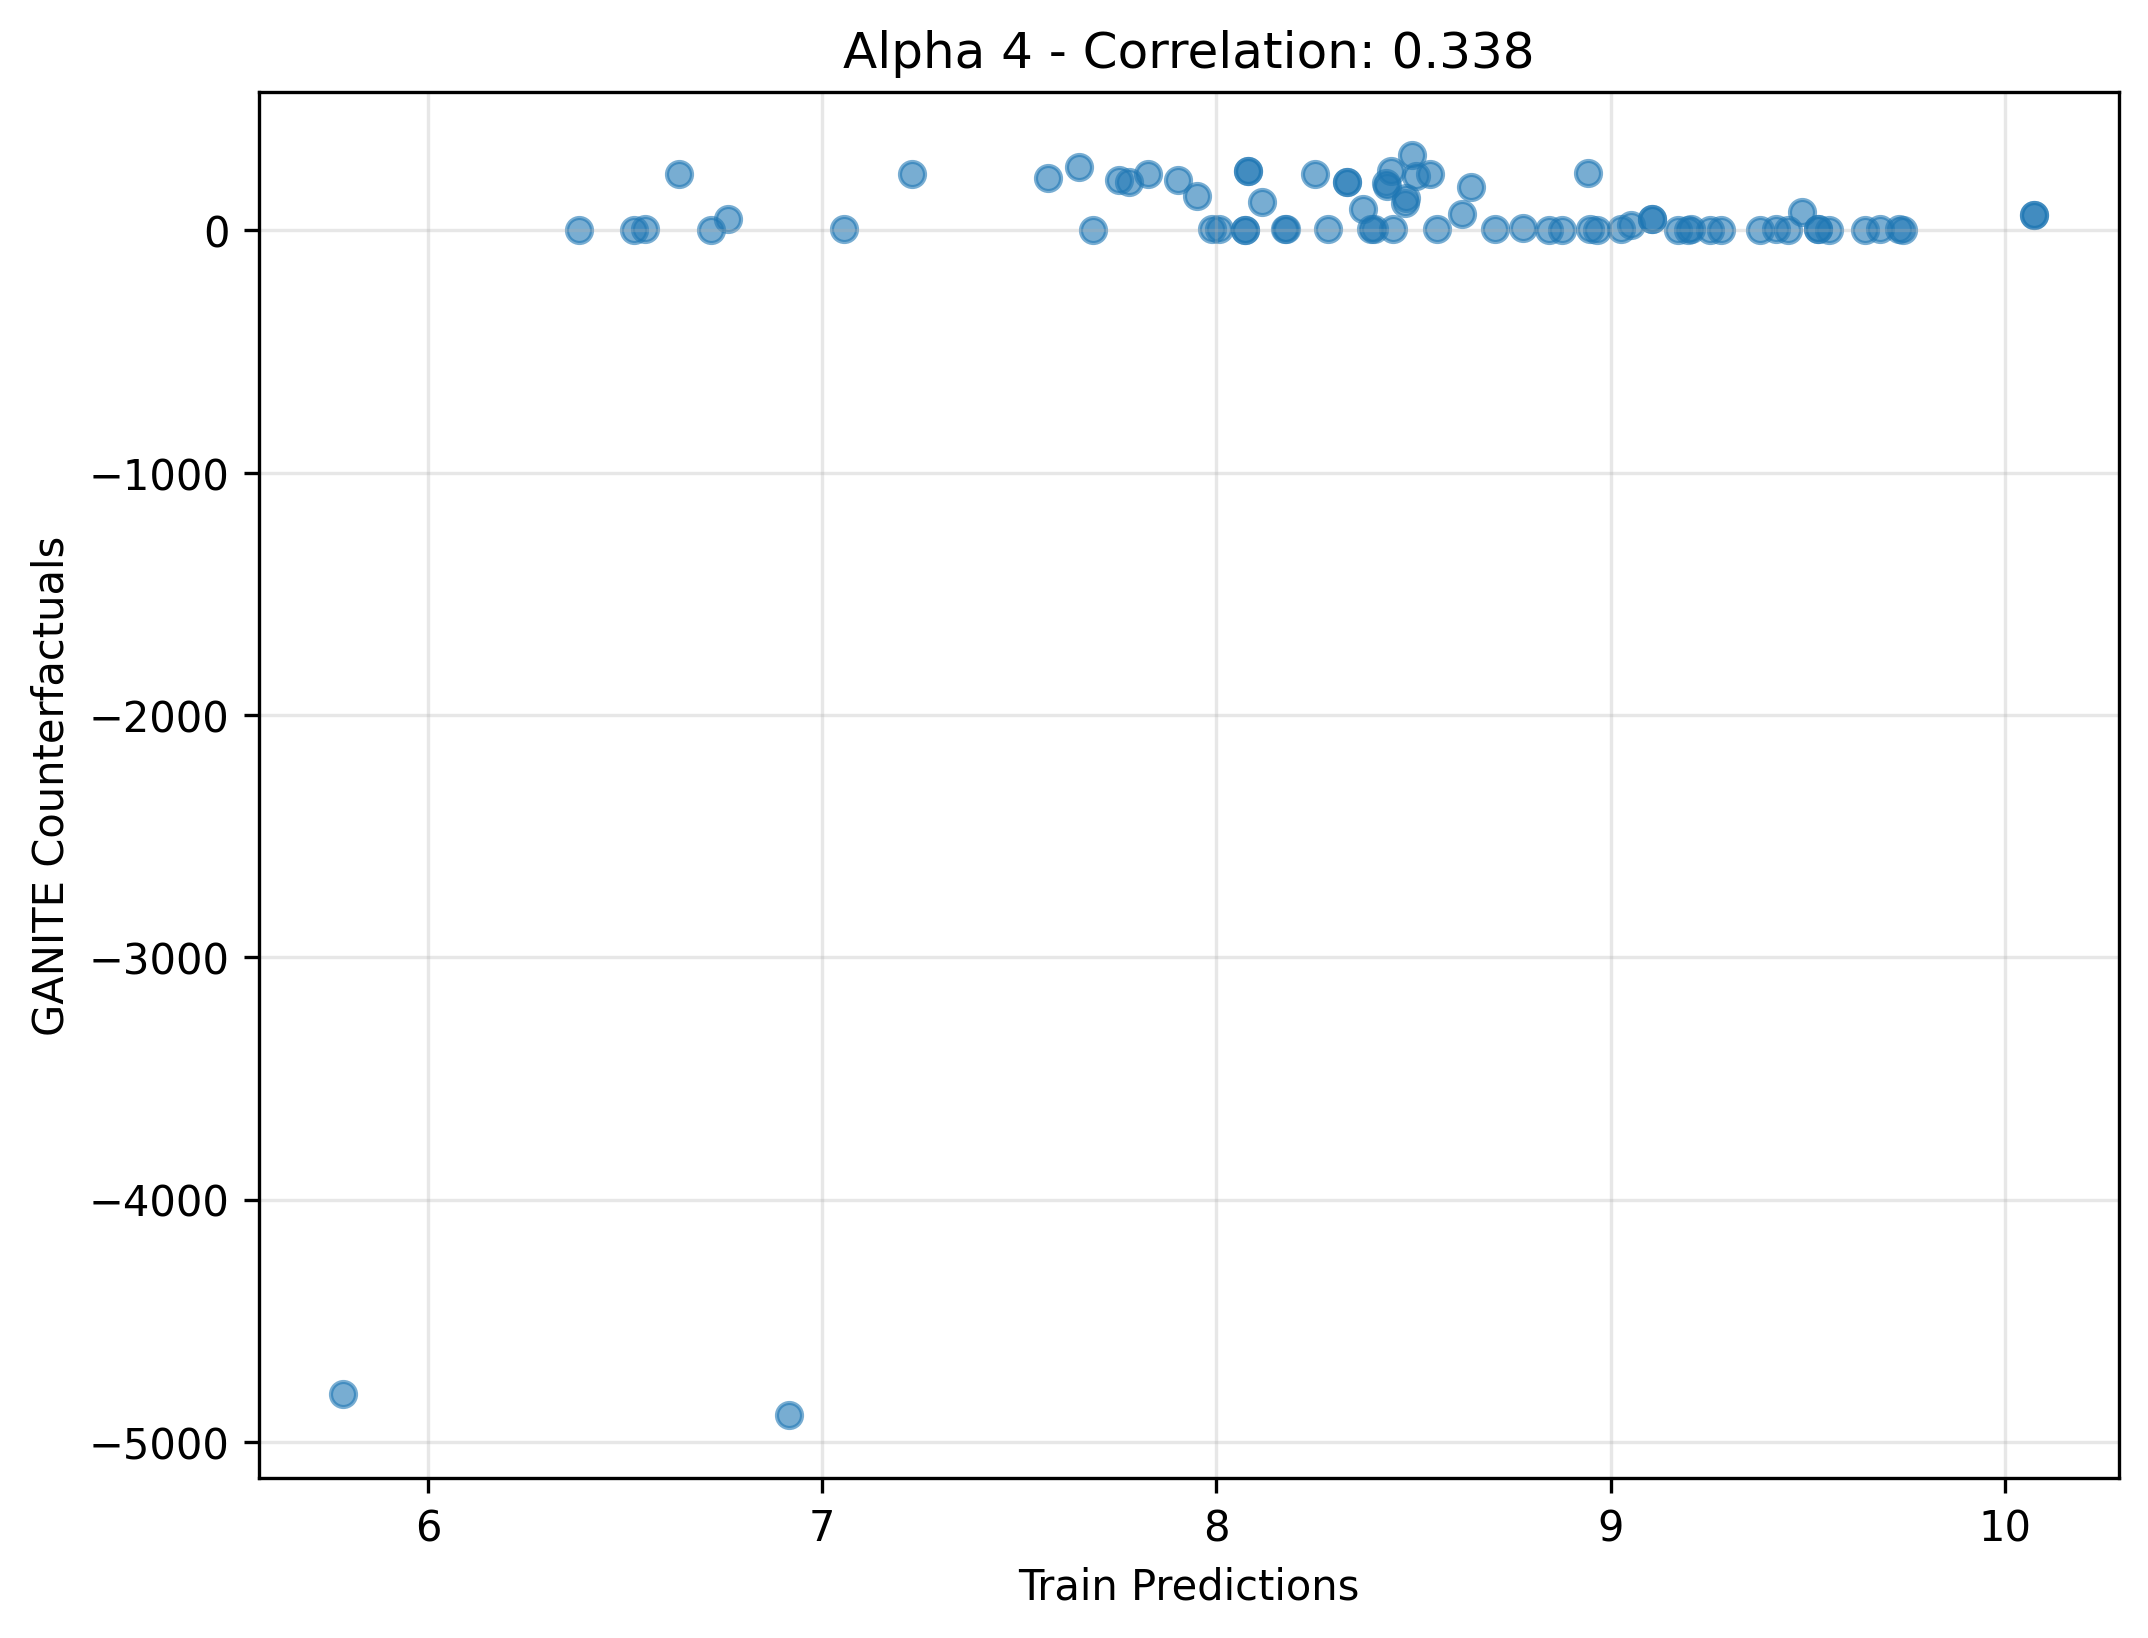 Alpha 4 - Correlation: 0.338
GANITE Counterfactuals
0
−1000
−2000
−3000
−4000
−5000
6 7 8 9 10
Train Predictions